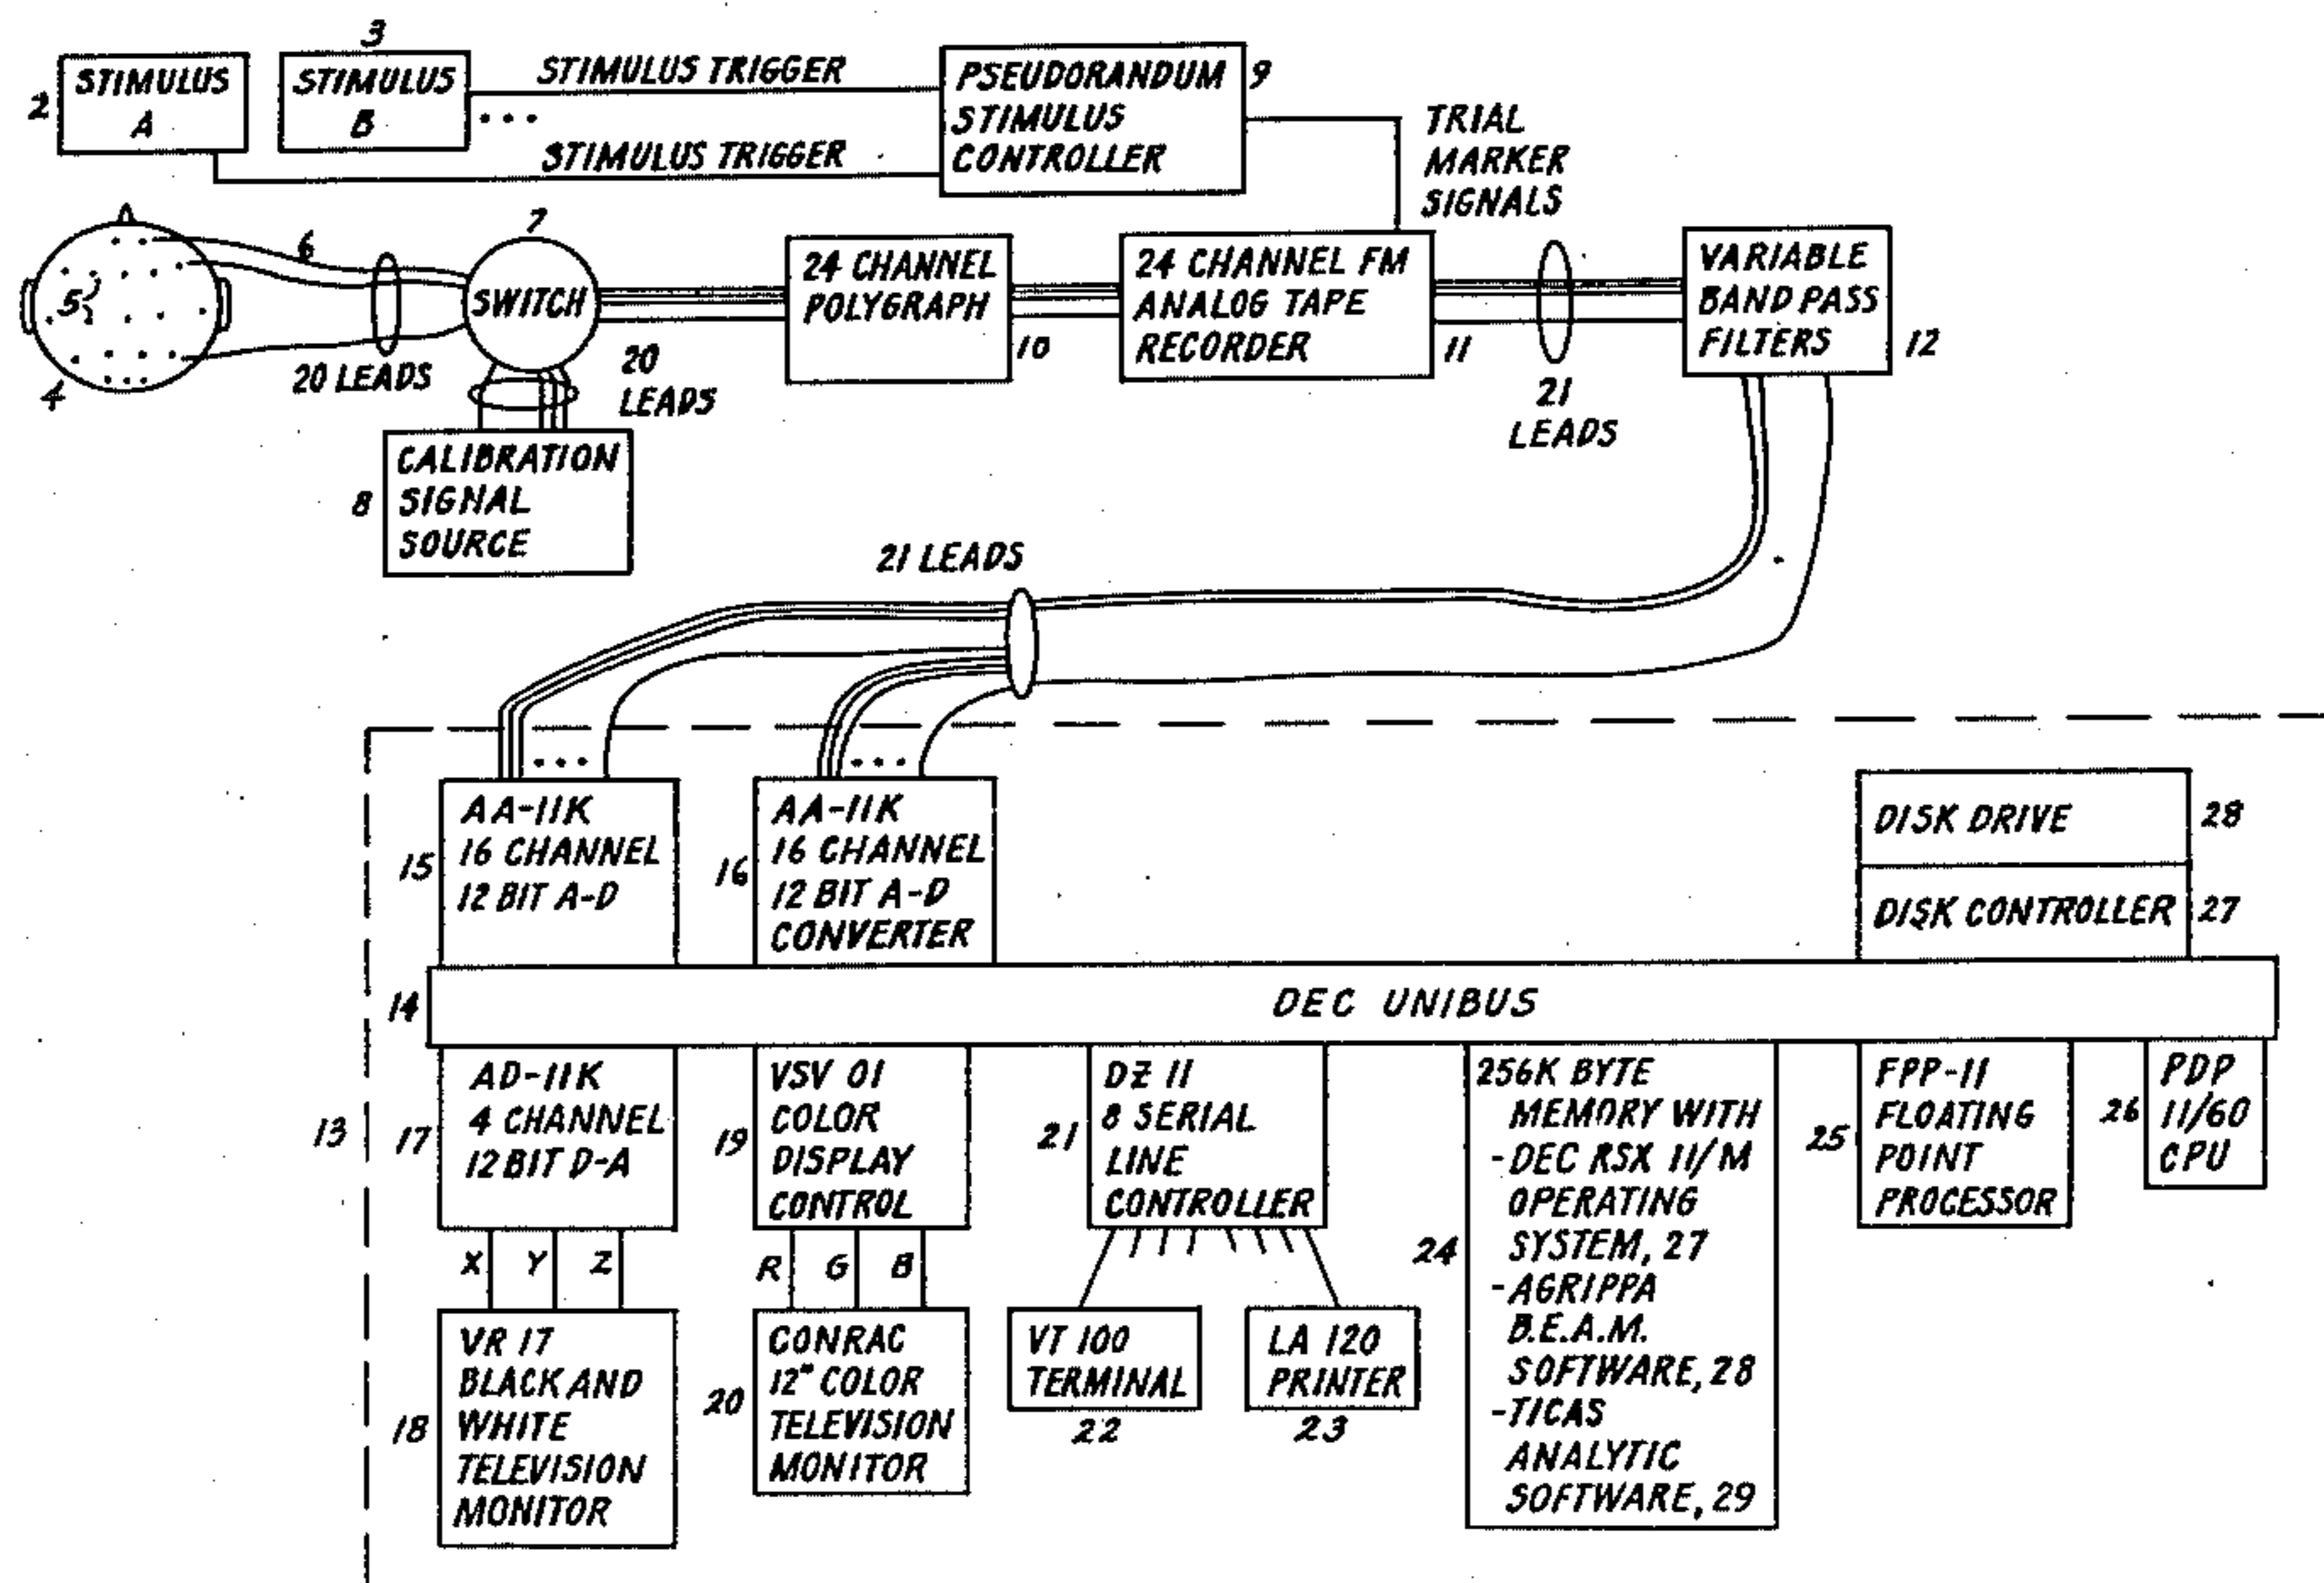 3
2
STIMULUS
A
STIMULUS
B
...
STIMULUS TRIGGER
STIMULUS TRIGGER
PSEUDORANDUM
STIMULUS
CONTROLLER
9
TRIAL
MARKER
SIGNALS
4
5
6
20 LEADS
7
SWITCH
20
LEADS
8
CALIBRATION
SIGNAL
SOURCE
24 CHANNEL
POLYGRAPH
10
24 CHANNEL FM
ANALOG TAPE
RECORDER
11
21
LEADS
VARIABLE
BAND PASS
FILTERS
12
21 LEADS
13
...
...
15
AA-11K
16 CHANNEL
12 BIT A-D
16
AA-11K
16 CHANNEL
12 BIT A-D
CONVERTER
DISK DRIVE
28
DISK CONTROLLER
27
14
DEC UNIBUS
17
AD-11K
4 CHANNEL
12 BIT D-A
X Y Z
18
VR 17
BLACK AND
WHITE
TELEVISION
MONITOR
19
VSV 01
COLOR
DISPLAY
CONTROL
R G B
20
CONRAC
12" COLOR
TELEVISION
MONITOR
21
DZ 11
8 SERIAL
LINE
CONTROLLER
VT 100
TERMINAL
22
LA 120
PRINTER
23
24
256K BYTE
MEMORY WITH
-DEC RSX 11/M
OPERATING
SYSTEM, 27
-AGRIPPA
B.E.A.M.
SOFTWARE, 28
-TICAS
ANALYTIC
SOFTWARE, 29
25
FPP-11
FLOATING
POINT
PROCESSOR
26
PDP
11/60
CPU